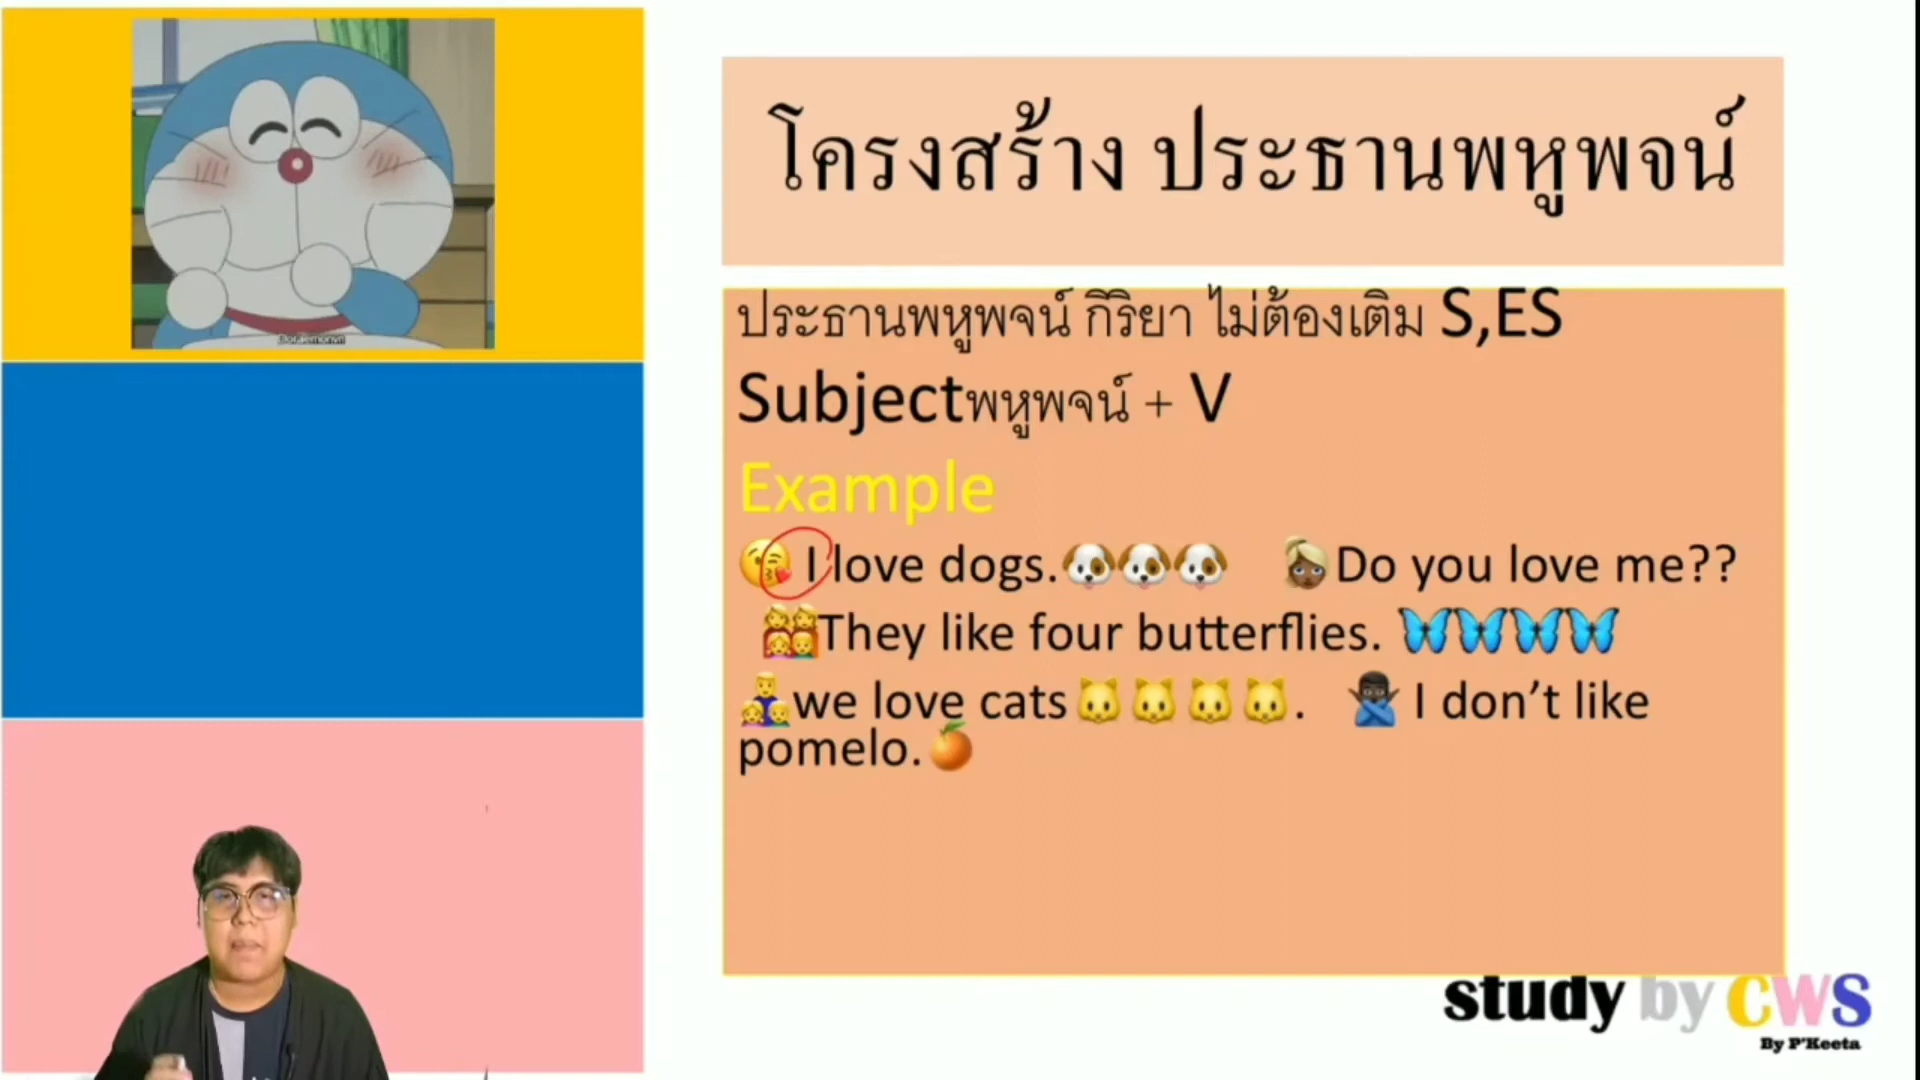 โครงสร้าง ประธานพหูพจน์
ประธานพหูพจน์ กิริยา ไม่ต้องเติม S,ES
Subjectพหูพจน์ + V
Example
I love dogs. Do you love me??
They like four butterflies.
we love cats. I don’t like
pomelo.
study by CWS
By P'Keeta